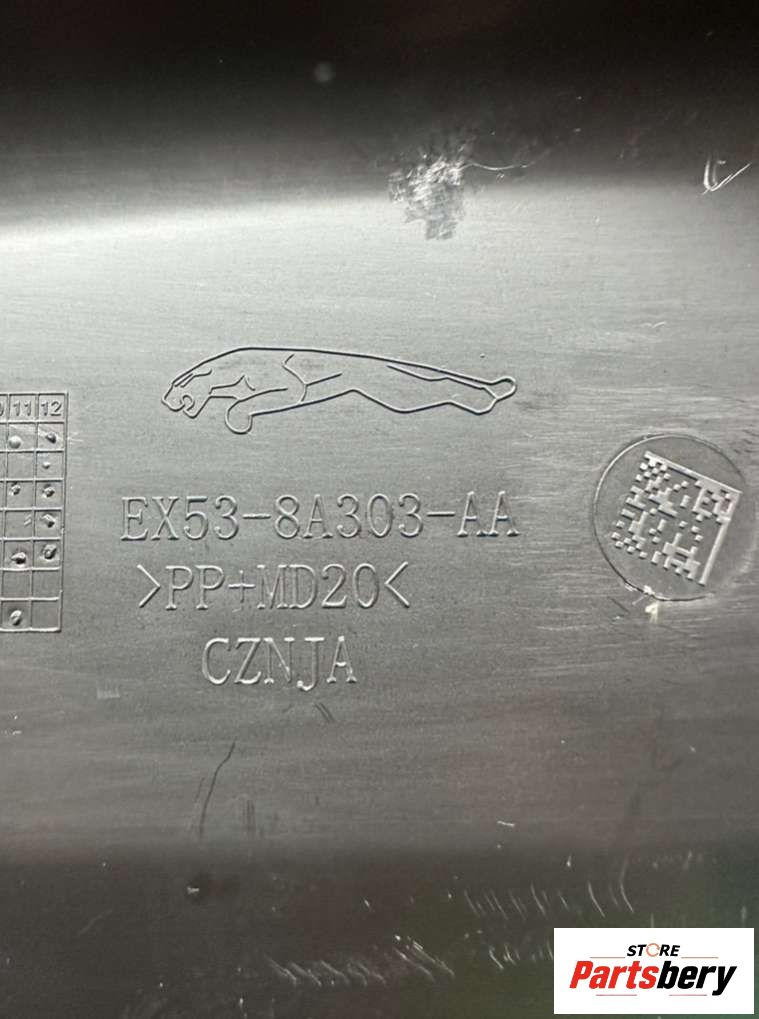 11 12
EX53-8A303-AA
>PP+MD20<
CZNJA
STORE
Partsbery